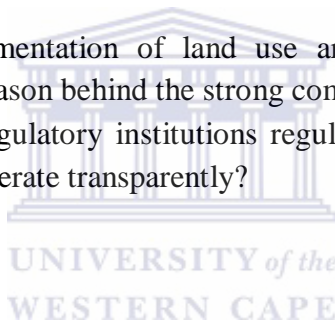 mentation of land use an
ason behind the strong con
egulatory institutions regul
erate transparently?
UNIVERSITY of the
WESTERN CAPE